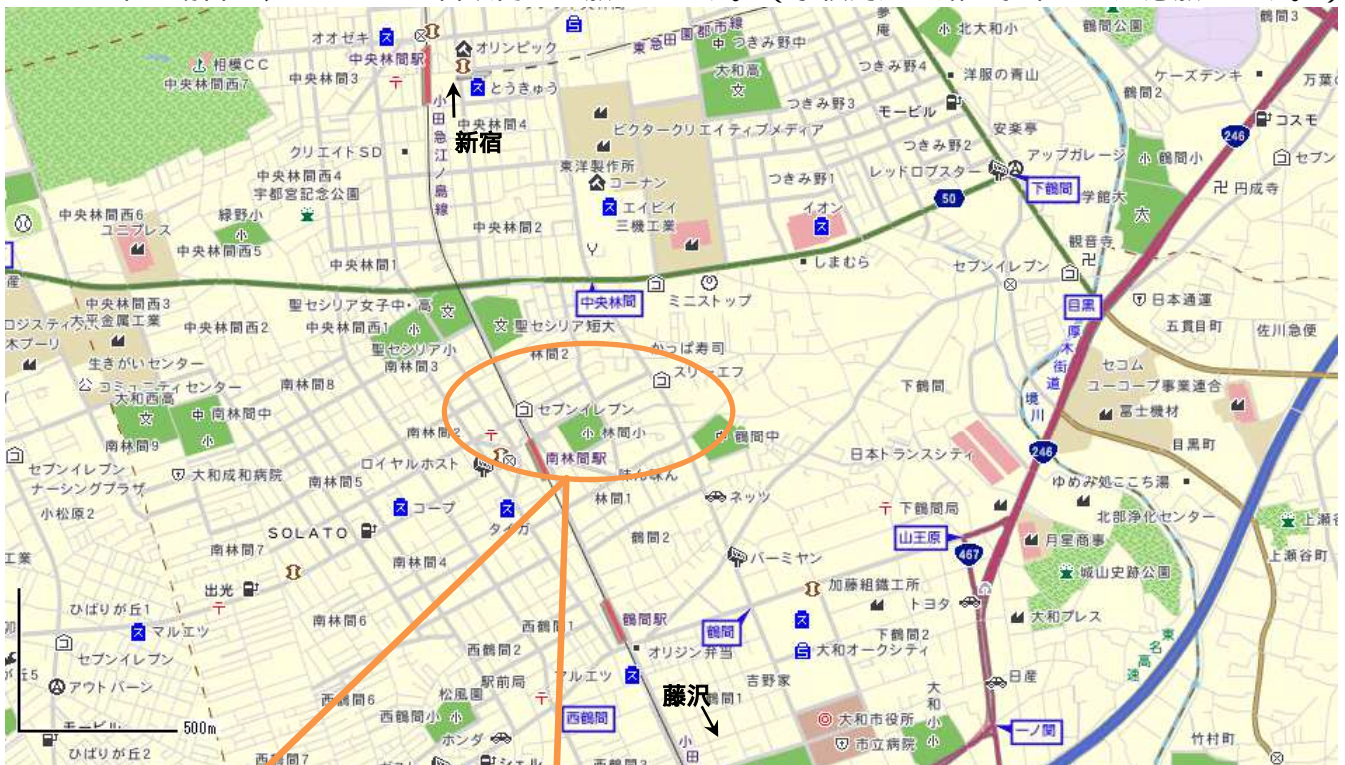 鶴間3
オオゼキ
オリンピック
東急田園都市線
つきみ野中
北大和小
鶴間公園
相模CC
中央林間西7
中央林間3
中央林間駅
とうきゅう
大和高
つきみ野4
洋服の青山
ケーズデンキ
鶴間2
つきみ野3
モービル
246
コスモ
中央林間4
新宿
ビクタークリエイティブメディア
クリエイトSD
小田急江ノ島線
東洋製作所
つきみ野2
安楽亭
アップガレージ
鶴間小
セブン
中央林間4
宇都宮記念公園
コーナン
つきみ野1
レッドロブスター
下鶴間
円成寺
中央林間西6
ユニプレス
緑野小
エイビイ
三機工業
イオン
50
中央林間西5
中央林間2
観音寺
中央林間1
しまむら
セブンイレブン
中央林間
ミニストップ
目黒
日本通運
中央林間西3
大平金属工業
中央林間西2
中央林間西1
聖セシリア女子中・高
聖セシリア短大
厚木街道
五貫目町
佐川急便
生きがいセンター
聖セシリア小
南林間3
林間2
かっぱ寿司
スリーエフ
セコム
ユーコープ事業連合
コミュニティセンター
大和西高
南林間8
下鶴間
境川
富士機材
南林間中
セブンイレブン
林間小
鶴間中
目黒町
南林間9
南林間2
南林間駅
日本トランスシティ
246
セブンイレブン
ナーシングプラザ
大和成和病院
南林間5
ロイヤルホスト
味ん味ん
ゆめみ処ここち湯
小松原2
コープ
タイガ
林間1
ネッツ
下鶴間局
北部浄化センター
SOLATO
鶴間2
山王原
467
月星商事
上瀬谷町
南林間7
南林間4
バーミヤン
城山史跡公園
出光
加藤組鐵工所
トヨタ
ひばりが丘1
マルエツ
南林間6
西鶴間1
鶴間駅
鶴間
大和プレス
セブンイレブン
西鶴間2
オリジン弁当
下鶴間2
大和オークシティ
東名高速
アウトバーン
駅前局
マルエツ
吉野家
日産
西鶴間6
松風園
藤沢
鶴間1
モービル
500m
西鶴間小
西鶴間
大和市役所
大和小
一ノ関
ひばりが丘2
ホンダ
市立病院
竹村町
西鶴間7
小田